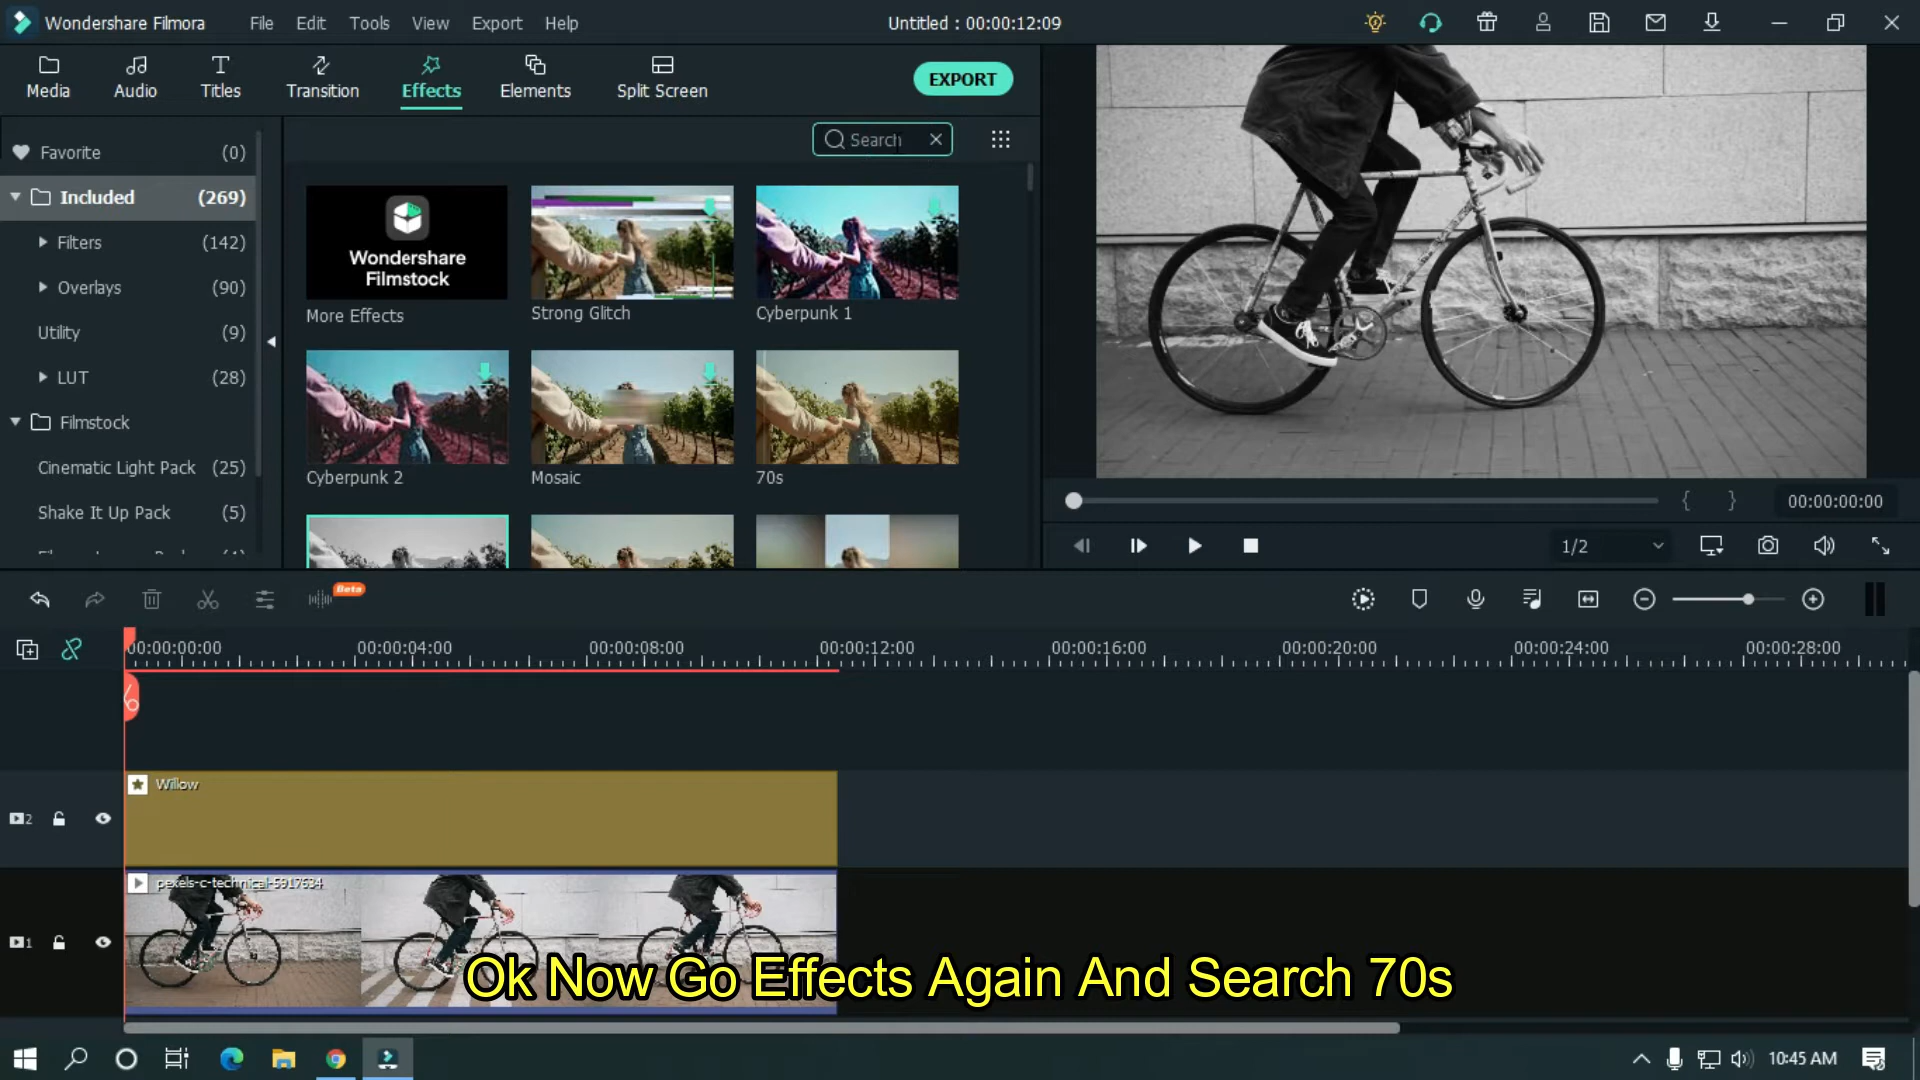 Wondershare Filmora File Edit Tools View Export Help Untitled : 00:00:12:09
Media Audio Titles Transition Effects Elements Split Screen EXPORT
Search
Favorite (0)
Included (269)
Filters (142)
Overlays (90)
Utility (9)
LUT (28)
Filmstock
Cinematic Light Pack (25)
Shake It Up Pack (5)
Wondershare
Filmstock
More Effects Strong Glitch Cyberpunk 1
Cyberpunk 2 Mosaic 70s
00:00:00:00
1/2
Beta
00:00:00:00 00:00:04:00 00:00:08:00 00:00:12:00 00:00:16:00 00:00:20:00 00:00:24:00 00:00:28:00
Willow
2
pexels-c-technical-5917634
1
Ok Now Go Effects Again And Search 70s
10:45 AM